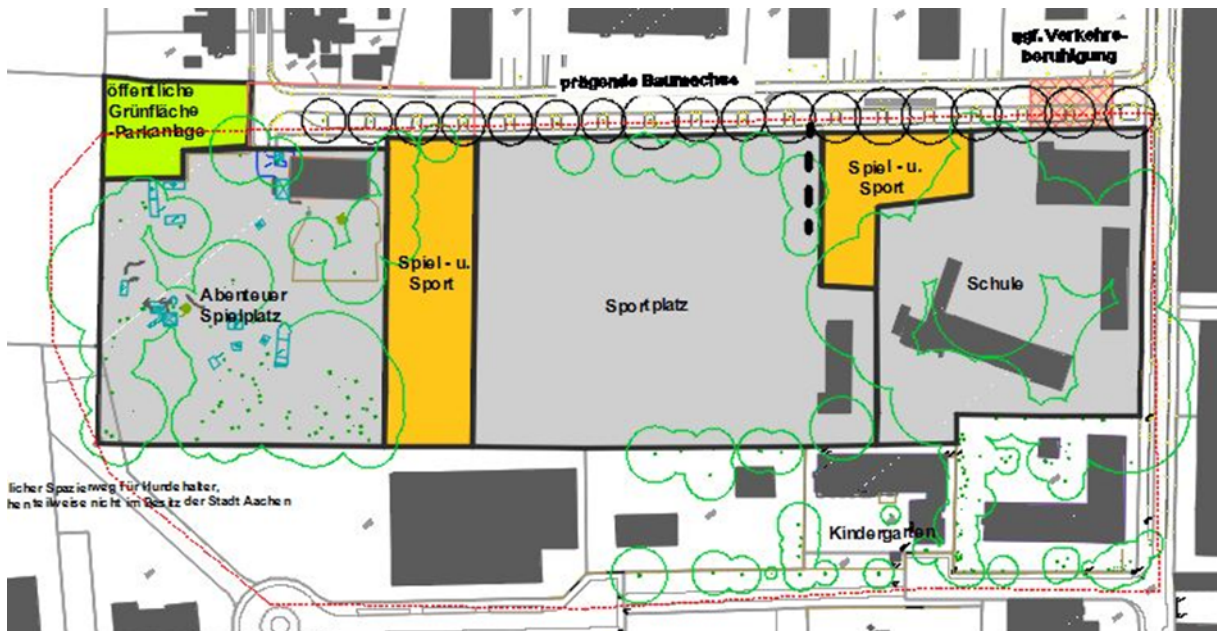 ggf. Verkehrs-
beruhigung
prägende Baumachse
öffentliche
Grünfläche
-Parkanlage
Spiel - u.
Sport
Spiel - u.
Sport
Abenteuer
Spielplatz
Sportplatz
Schule
licher Spazierweg für Hundehalter,
hen teilweise nicht im Besitz der Stadt Aachen
Kindergarten